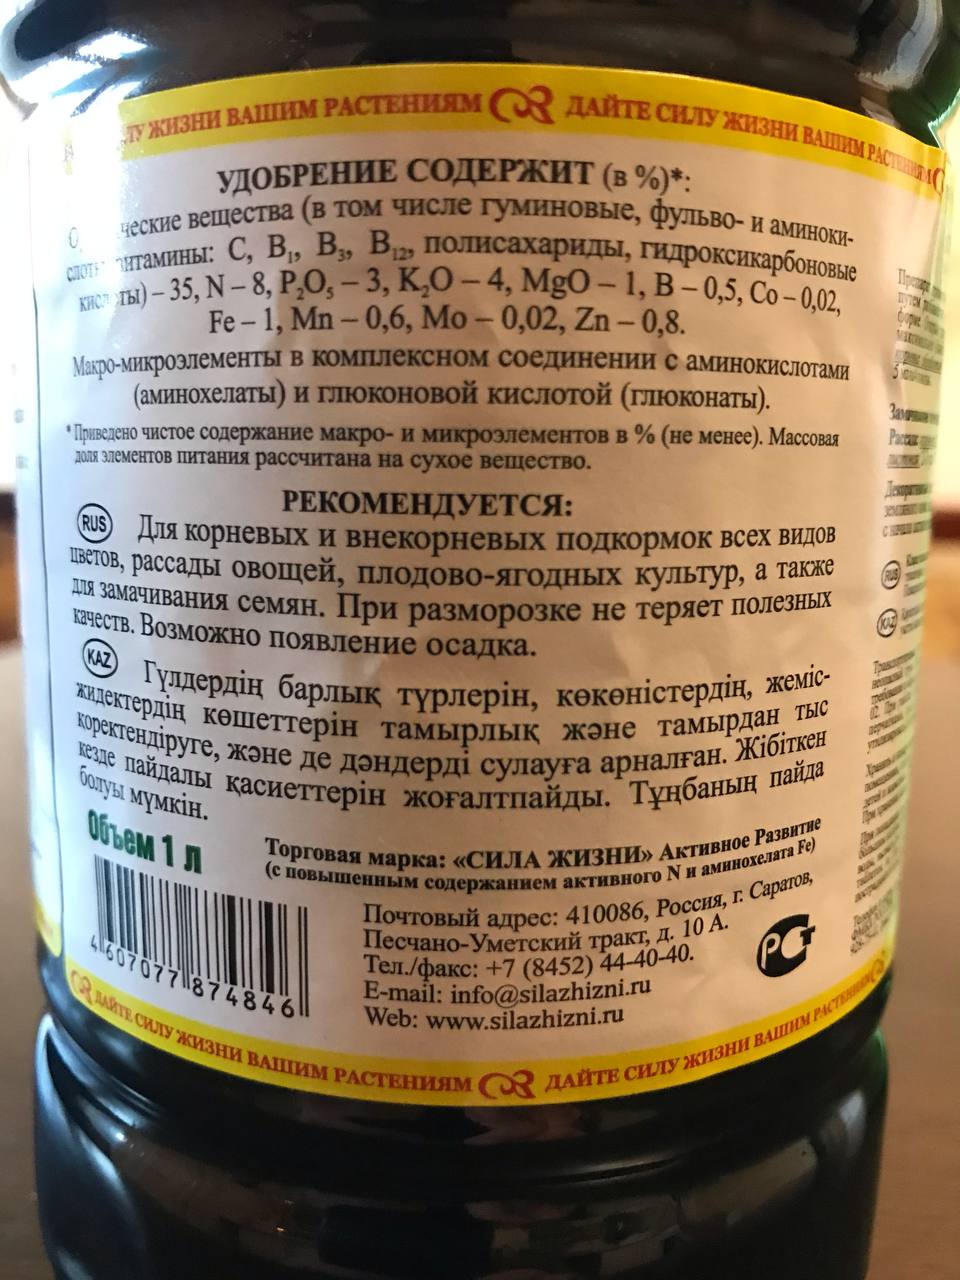 ЖИЗНИ ВАШИМ РАСТЕНИЯМ ДАЙТЕ СИЛУ ЖИЗНИ ВАШИМ РАСТЕНИЯМ
УДОБРЕНИЕ СОДЕРЖИТ (в %)*:
вещества (в том числе гуминовые, фульво- и аминоки-
C, B₁, B₃, B₁₂, полисахариды, гидроксикарбоновые
– 35, N – 8, P₂O₅ – 3, K₂O – 4, MgO – 1, B – 0,5, Co – 0,02,
Fe – 1, Mn – 0,6, Mo – 0,02, Zn – 0,8.
Макро-микроэлементы в комплексном соединении с аминокислотами
(аминохелаты) и глюконовой кислотой (глюконаты).
* Приведено чистое содержание макро- и микроэлементов в % (не менее). Массовая
доля элементов питания рассчитана на сухое вещество.
РЕКОМЕНДУЕТСЯ:
RUS Для корневых и внекорневых подкормок всех видов
цветов, рассады овощей, плодово-ягодных культур, а также
для замачивания семян. При разморозке не теряет полезных
качеств. Возможно появление осадка.
KAZ Гүлдердің барлық түрлерін, көкөністердің, жеміс-
жидектердің көшеттерін тамырлық және тамырдан тыс
қоректендіруге, және де дәндерді сулауға арналған. Жібіткен
кезде пайдалы қасиеттерін жоғалтпайды. Тұңбаның пайда
болуы мүмкін.
Объем 1 л
Торговая марка: «СИЛА ЖИЗНИ» Активное Развитие
(с повышенным содержанием активного N и аминохелата Fe)
Почтовый адрес: 410086, Россия, г. Саратов,
Песчано-Уметский тракт, д. 10 А.
Тел./факс: +7 (8452) 44-40-40.
E-mail: info@silazhizni.ru
Web: www.silazhizni.ru
4 607077 874846
РСТ
ДАЙТЕ СИЛУ ЖИЗНИ ВАШИМ РАСТЕНИЯМ ДАЙТЕ СИЛУ ЖИЗНИ ВАШИМ РАСТЕНИЯМ
RUS
KAZ